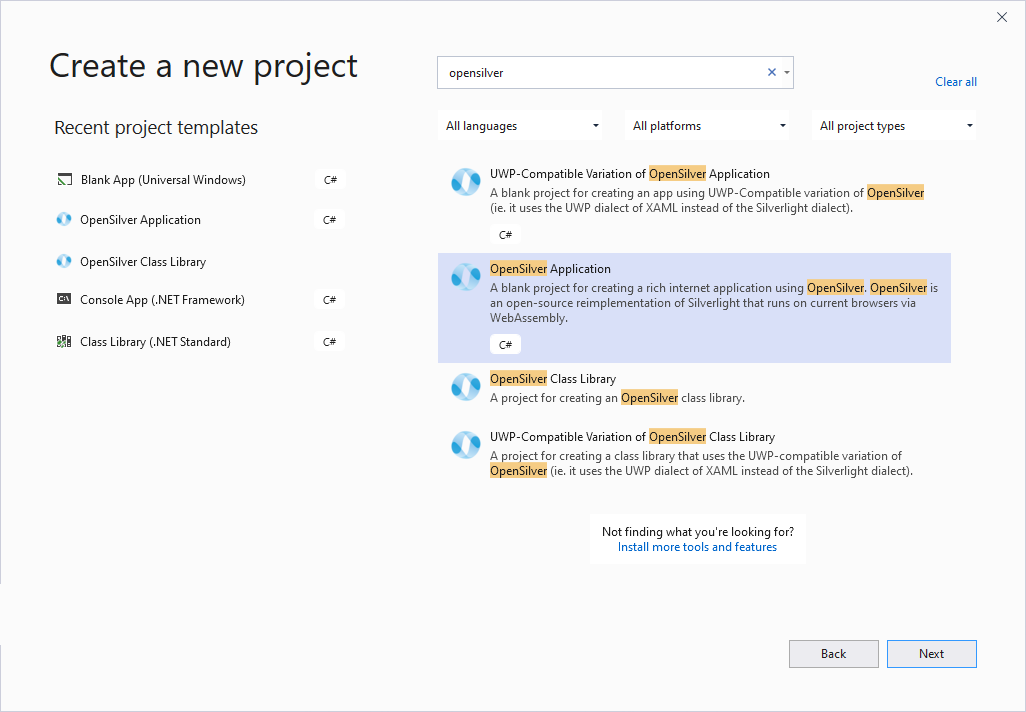 Create a new project
opensilver
Clear all
Recent project templates
All languages
All platforms
All project types
Blank App (Universal Windows)
C#
OpenSilver Application
C#
OpenSilver Class Library
Console App (.NET Framework)
C#
Class Library (.NET Standard)
C#
UWP-Compatible Variation of OpenSilver Application
A blank project for creating an app using UWP-Compatible variation of OpenSilver
(ie. it uses the UWP dialect of XAML instead of the Silverlight dialect).
C#
OpenSilver Application
A blank project for creating a rich internet application using OpenSilver. OpenSilver is
an open-source reimplementation of Silverlight that runs on current browsers via
WebAssembly.
C#
OpenSilver Class Library
A project for creating an OpenSilver class library.
UWP-Compatible Variation of OpenSilver Class Library
A project for creating a class library that uses the UWP-compatible variation of
OpenSilver (ie. it uses the UWP dialect of XAML instead of the Silverlight dialect).
Not finding what you're looking for?
Install more tools and features
Back
Next